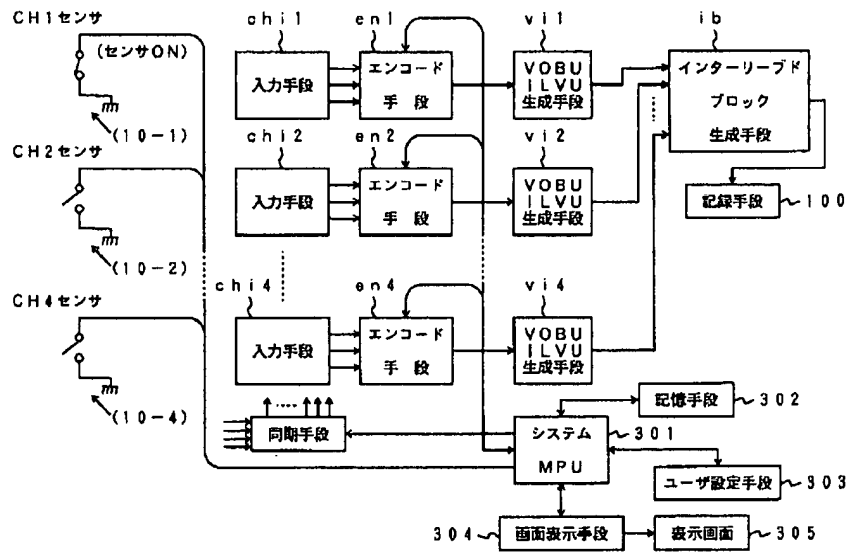 CH1センサ
chi1
en1
vi1
ib
(センサON)
入力手段
エンコード
手段
VOBU
ILVU
生成手段
インターリーブド
ブロック
生成手段
(10-1)
CH2センサ
chi2
en2
vi2
入力手段
エンコード
手段
VOBU
ILVU
生成手段
記録手段
100
(10-2)
CH4センサ
chi4
en4
vi4
入力手段
エンコード
手段
VOBU
ILVU
生成手段
(10-4)
同期手段
システム
MPU
301
記憶手段
302
ユーザ設定手段
303
304
画面表示手段
表示画面
305